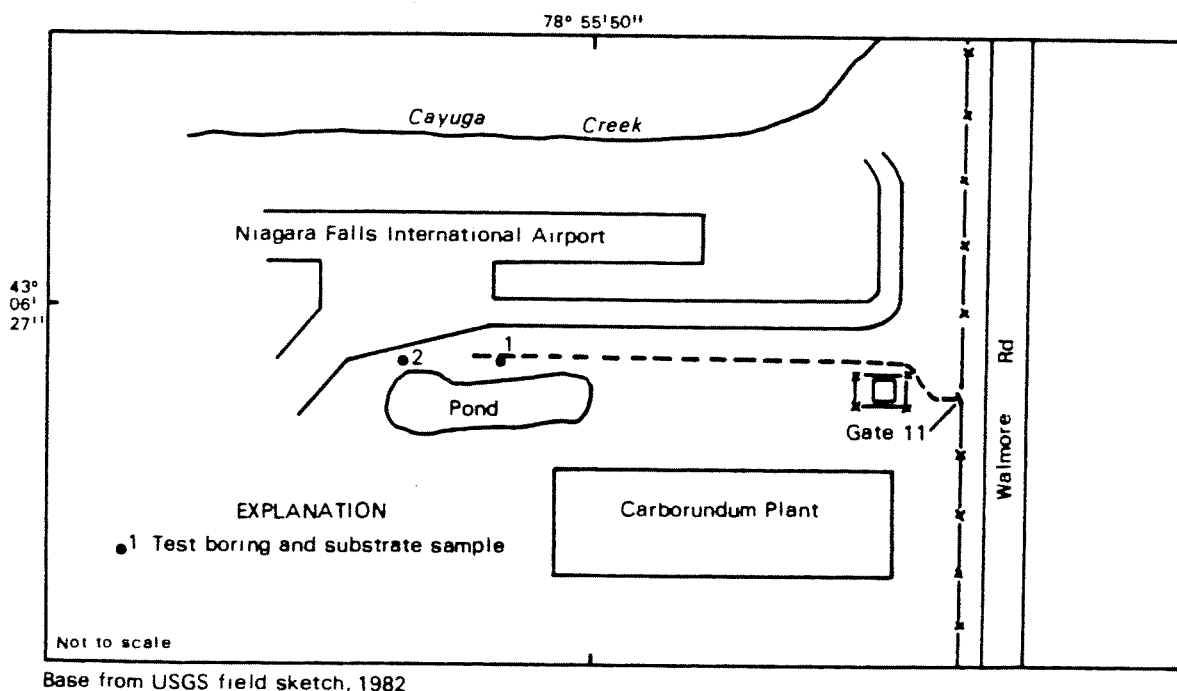 78° 55'50"
Cayuga Creek
Niagara Falls International Airport
43°
06'
27"
1
2
Pond
Gate 11
Walmore Rd
EXPLANATION
Carborundum Plant
1 Test boring and substrate sample
Not to scale
Base from USGS field sketch, 1982